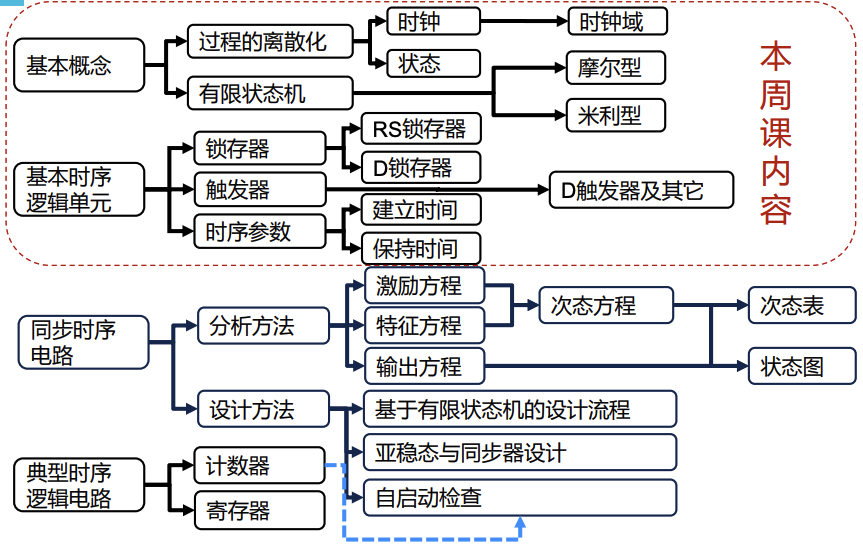 基本概念
过程的离散化
时钟
时钟域
状态
有限状态机
摩尔型
米利型
本
周
课
内
容
基本时序
逻辑单元
锁存器
RS锁存器
D锁存器
触发器
D触发器及其它
时序参数
建立时间
保持时间
同步时序
电路
分析方法
激励方程
特征方程
输出方程
次态方程
次态表
状态图
设计方法
基于有限状态机的设计流程
亚稳态与同步器设计
自启动检查
典型时序
逻辑电路
计数器
寄存器